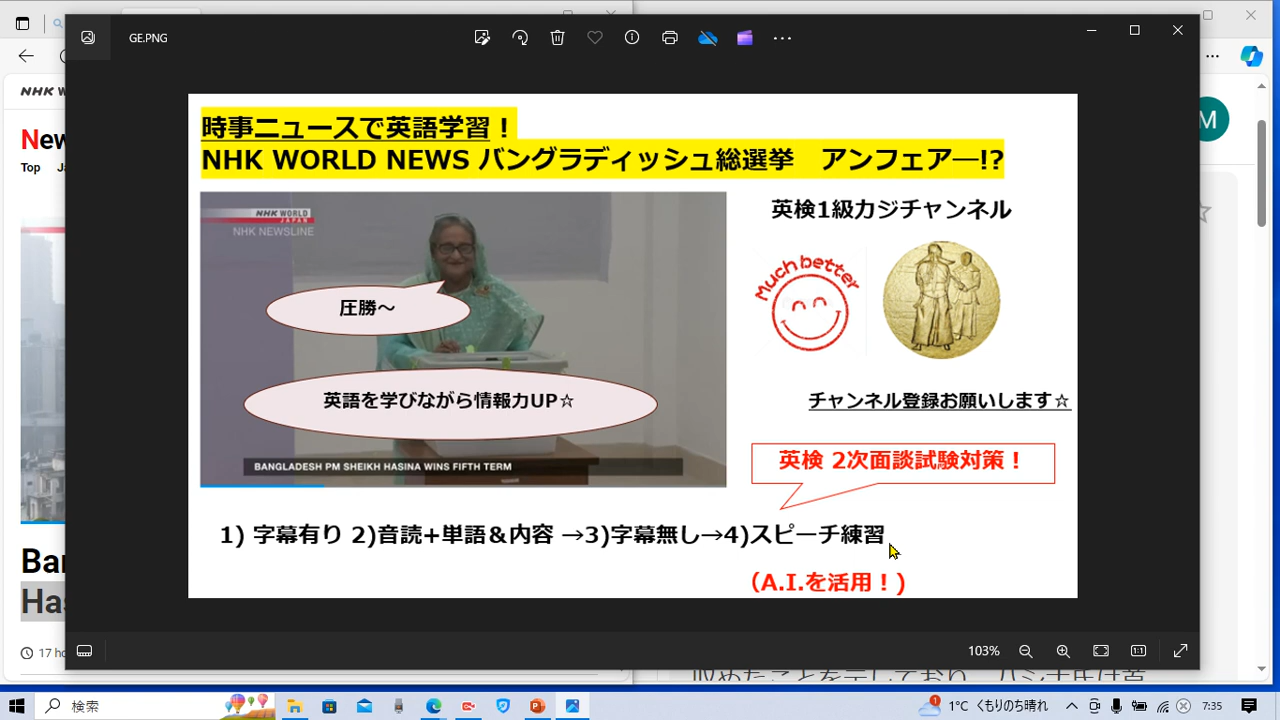 GE.PNG
NHK W
News
Top Ja
時事ニュースで英語学習！
NHK WORLD NEWS バングラディッシュ総選挙　アンフェア―!?
NHK WORLD
JAPAN
NHK NEWSLINE
圧勝～
英語を学びながら情報力UP☆
BANGLADESH PM SHEIKH HASINA WINS FIFTH TERM
英検1級カジチャンネル
Much better
チャンネル登録お願いします☆
英検 2次面談試験対策！
1) 字幕有り 2)音読+単語＆内容 →3)字幕無し→4)スピーチ練習
（A.I.を活用！)
M
Ban
Has
17 ho
103%
1:1
検索
1
1°C くもりのち晴れ
7:35